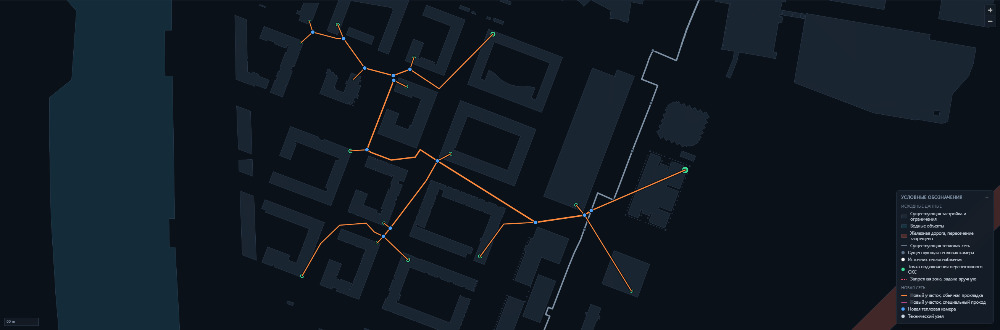 +
−
УСЛОВНЫЕ ОБОЗНАЧЕНИЯ −
ИСХОДНЫЕ ДАННЫЕ
Существующая застройка и
ограничения
Водные объекты
Железная дорога, пересечение
запрещено
Существующая тепловая сеть
Существующая тепловая камера
Источник теплоснабжения
Точка подключения перспективного
ОКС
Запретная зона, задана вручную
НОВАЯ СЕТЬ
Новый участок, обычная прокладка
Новый участок, специальный проход
Новая тепловая камера
Технический узел
50 m